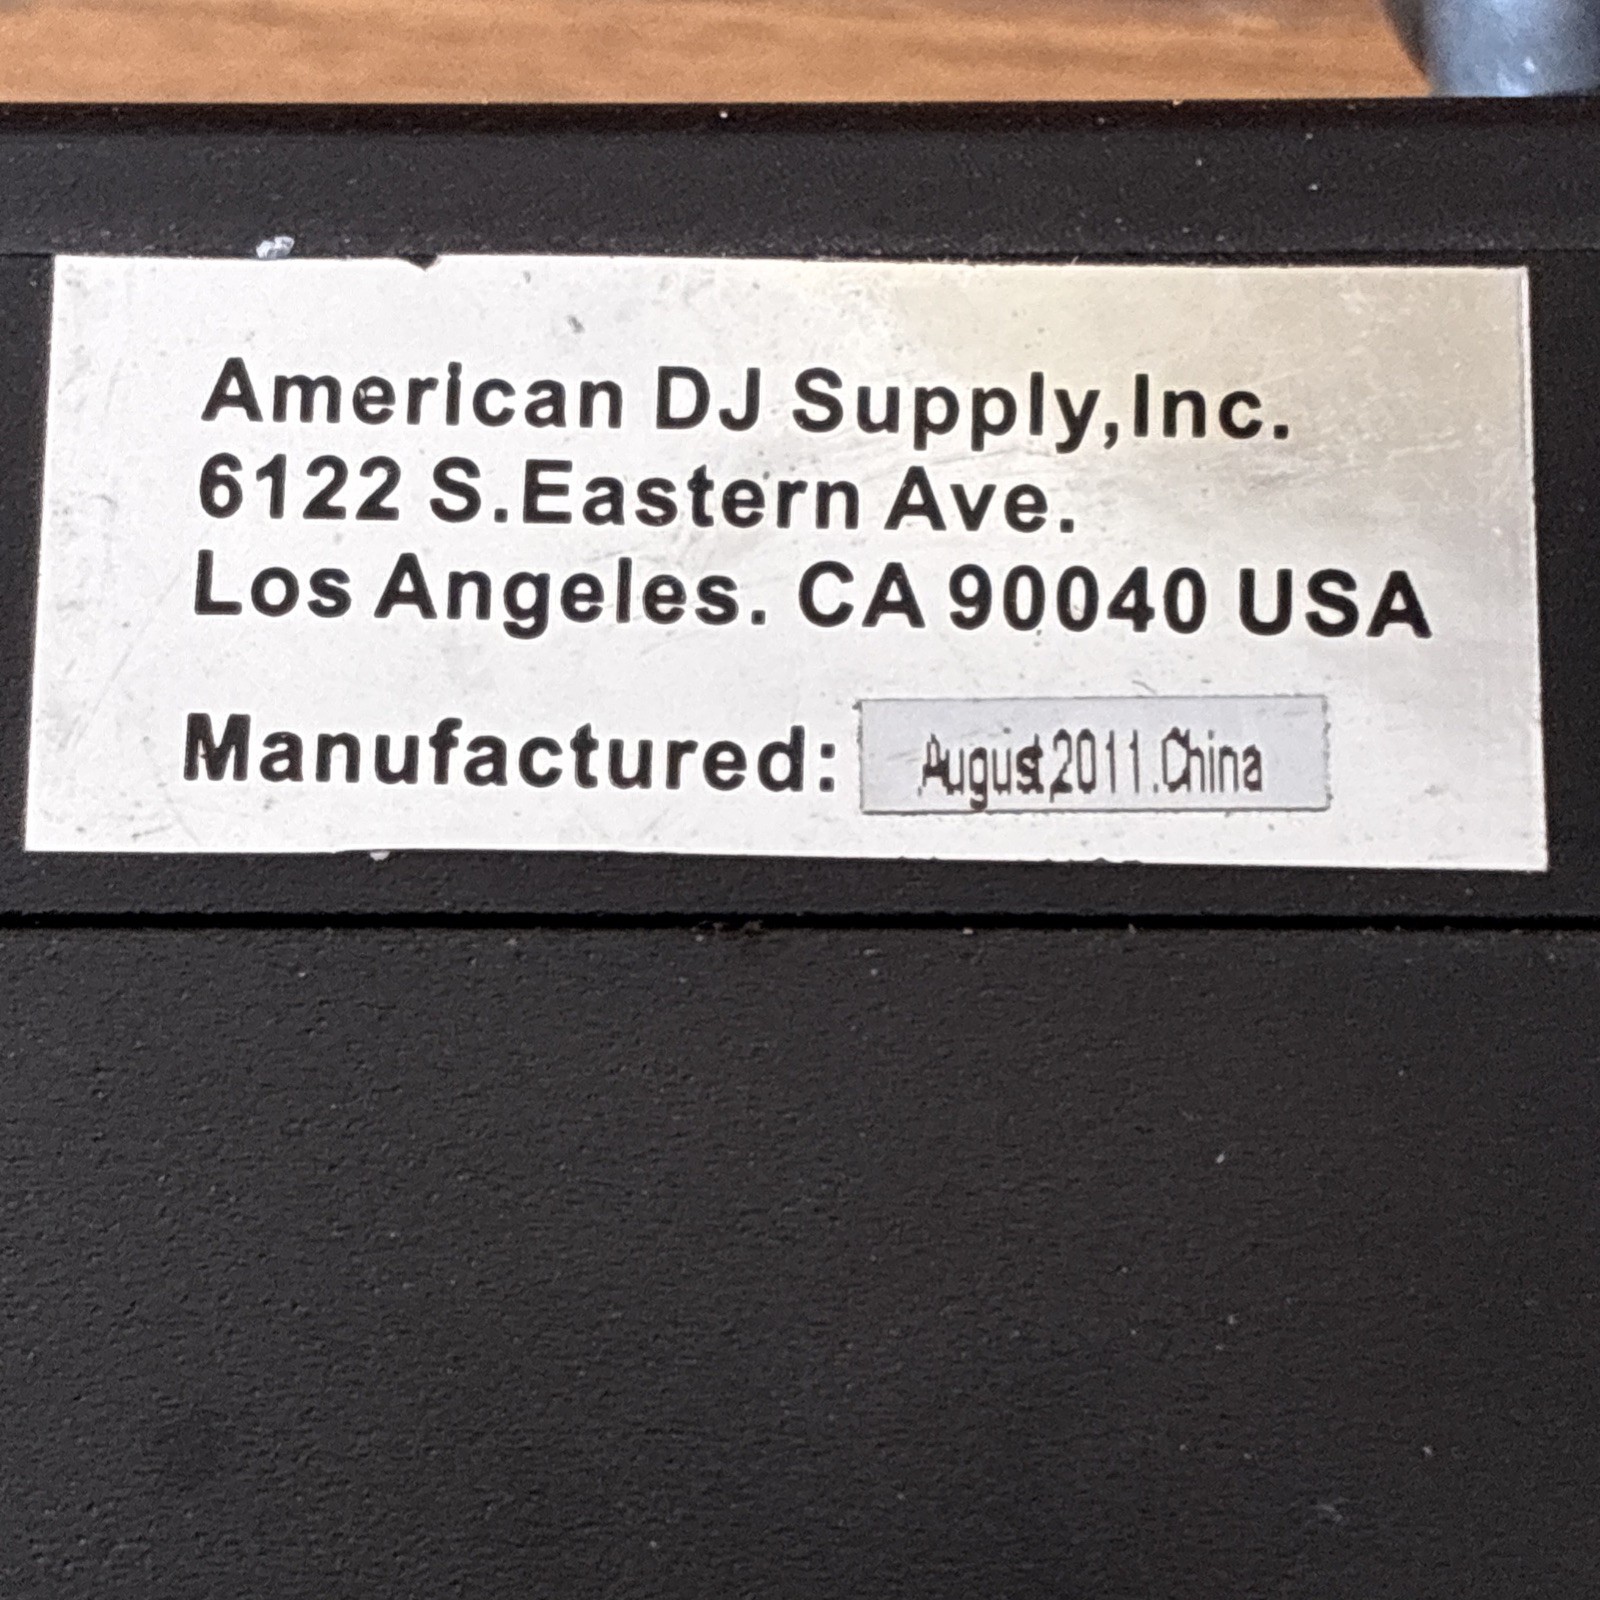 American DJ Supply,Inc.
6122 S.Eastern Ave.
Los Angeles. CA 90040 USA
Manufactured: August,2011.China